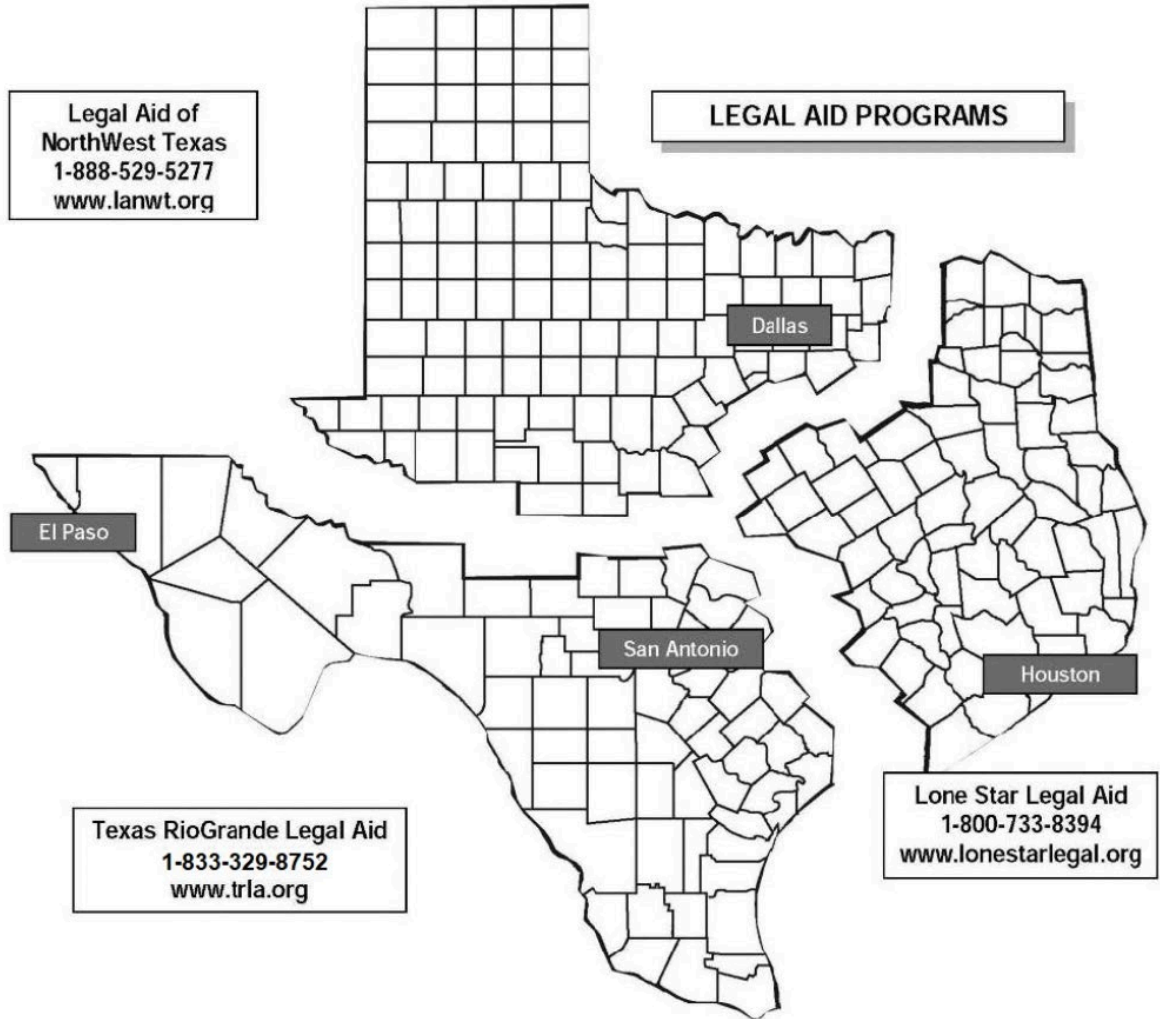 Legal Aid of
NorthWest Texas
1-888-529-5277
www.lanwt.org
LEGAL AID PROGRAMS
Dallas
El Paso
San Antonio
Houston
Texas RioGrande Legal Aid
1-833-329-8752
www.trla.org
Lone Star Legal Aid
1-800-733-8394
www.lonestarlegal.org